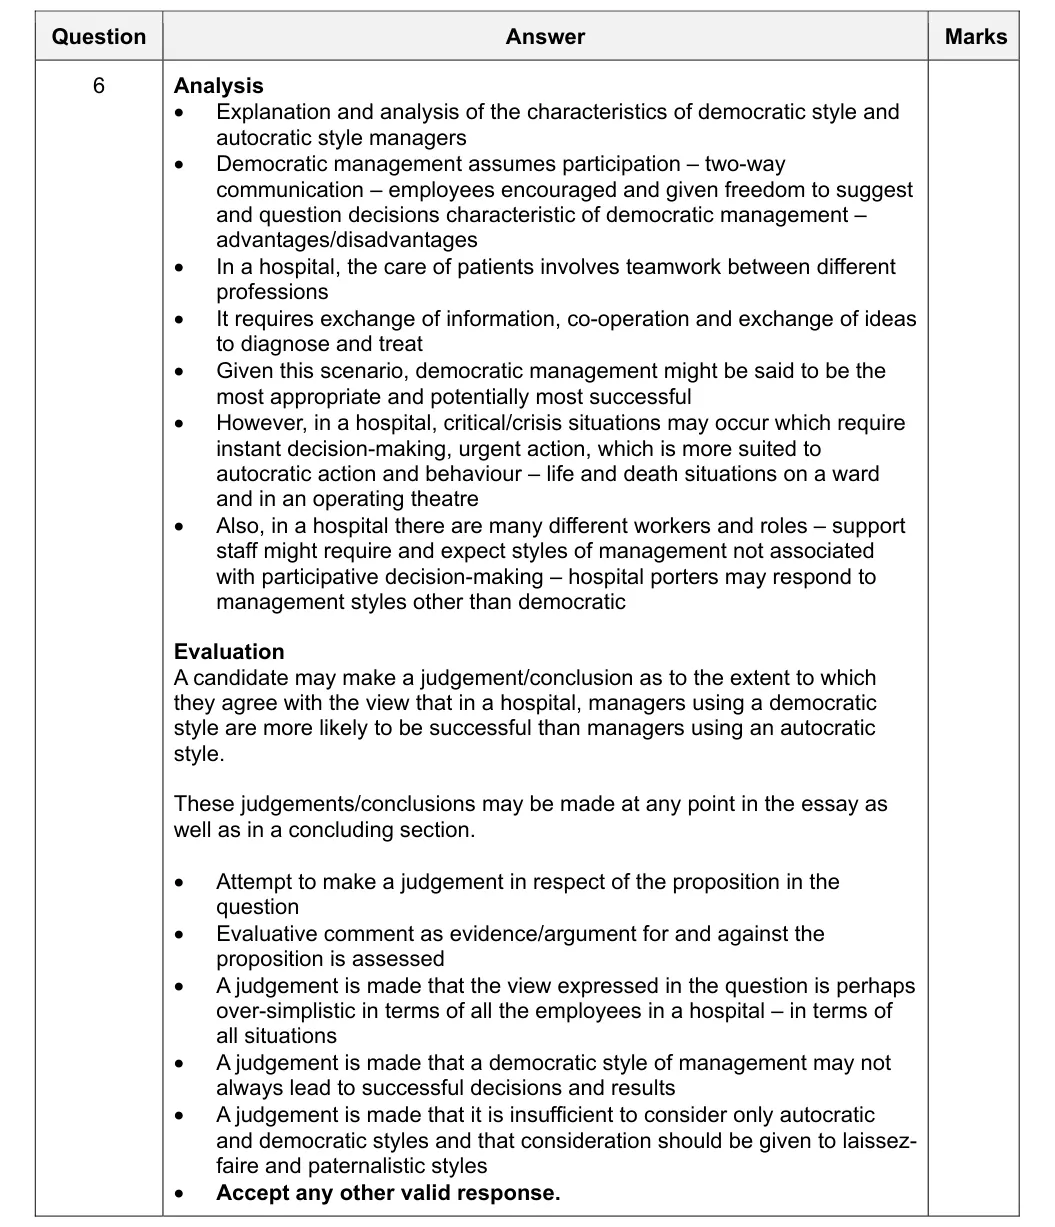 Question Answer Marks
6 Analysis
• Explanation and analysis of the characteristics of democratic style and
autocratic style managers
• Democratic management assumes participation – two-way
communication – employees encouraged and given freedom to suggest
and question decisions characteristic of democratic management –
advantages/disadvantages
• In a hospital, the care of patients involves teamwork between different
professions
• It requires exchange of information, co-operation and exchange of ideas
to diagnose and treat
• Given this scenario, democratic management might be said to be the
most appropriate and potentially most successful
• However, in a hospital, critical/crisis situations may occur which require
instant decision-making, urgent action, which is more suited to
autocratic action and behaviour – life and death situations on a ward
and in an operating theatre
• Also, in a hospital there are many different workers and roles – support
staff might require and expect styles of management not associated
with participative decision-making – hospital porters may respond to
management styles other than democratic
Evaluation
A candidate may make a judgement/conclusion as to the extent to which
they agree with the view that in a hospital, managers using a democratic
style are more likely to be successful than managers using an autocratic
style.
These judgements/conclusions may be made at any point in the essay as
well as in a concluding section.
• Attempt to make a judgement in respect of the proposition in the
question
• Evaluative comment as evidence/argument for and against the
proposition is assessed
• A judgement is made that the view expressed in the question is perhaps
over-simplistic in terms of all the employees in a hospital – in terms of
all situations
• A judgement is made that a democratic style of management may not
always lead to successful decisions and results
• A judgement is made that it is insufficient to consider only autocratic
and democratic styles and that consideration should be given to laissez-
faire and paternalistic styles
• Accept any other valid response.